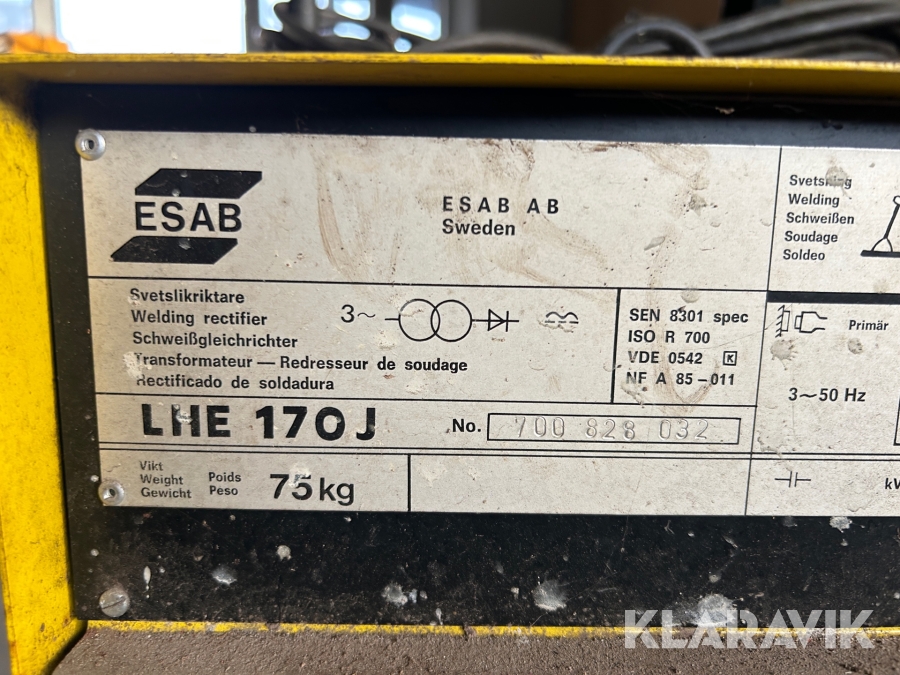 ESAB
ESAB AB
Sweden
Svetsning
Welding
Schweißen
Soudage
Soldeo
Svetslikriktare
Welding rectifier
Schweißgleichrichter
Transformateur — Redresseur de soudage
Rectificado de soldadura
3~
SEN 8301 spec
ISO R 700
VDE 0542 K
NF A 85-011
Primär
3~50 Hz
LHE 170J
No. 700 828 032
Vikt
Weight
Gewicht
Poids
Peso
75kg
KLARAVIK